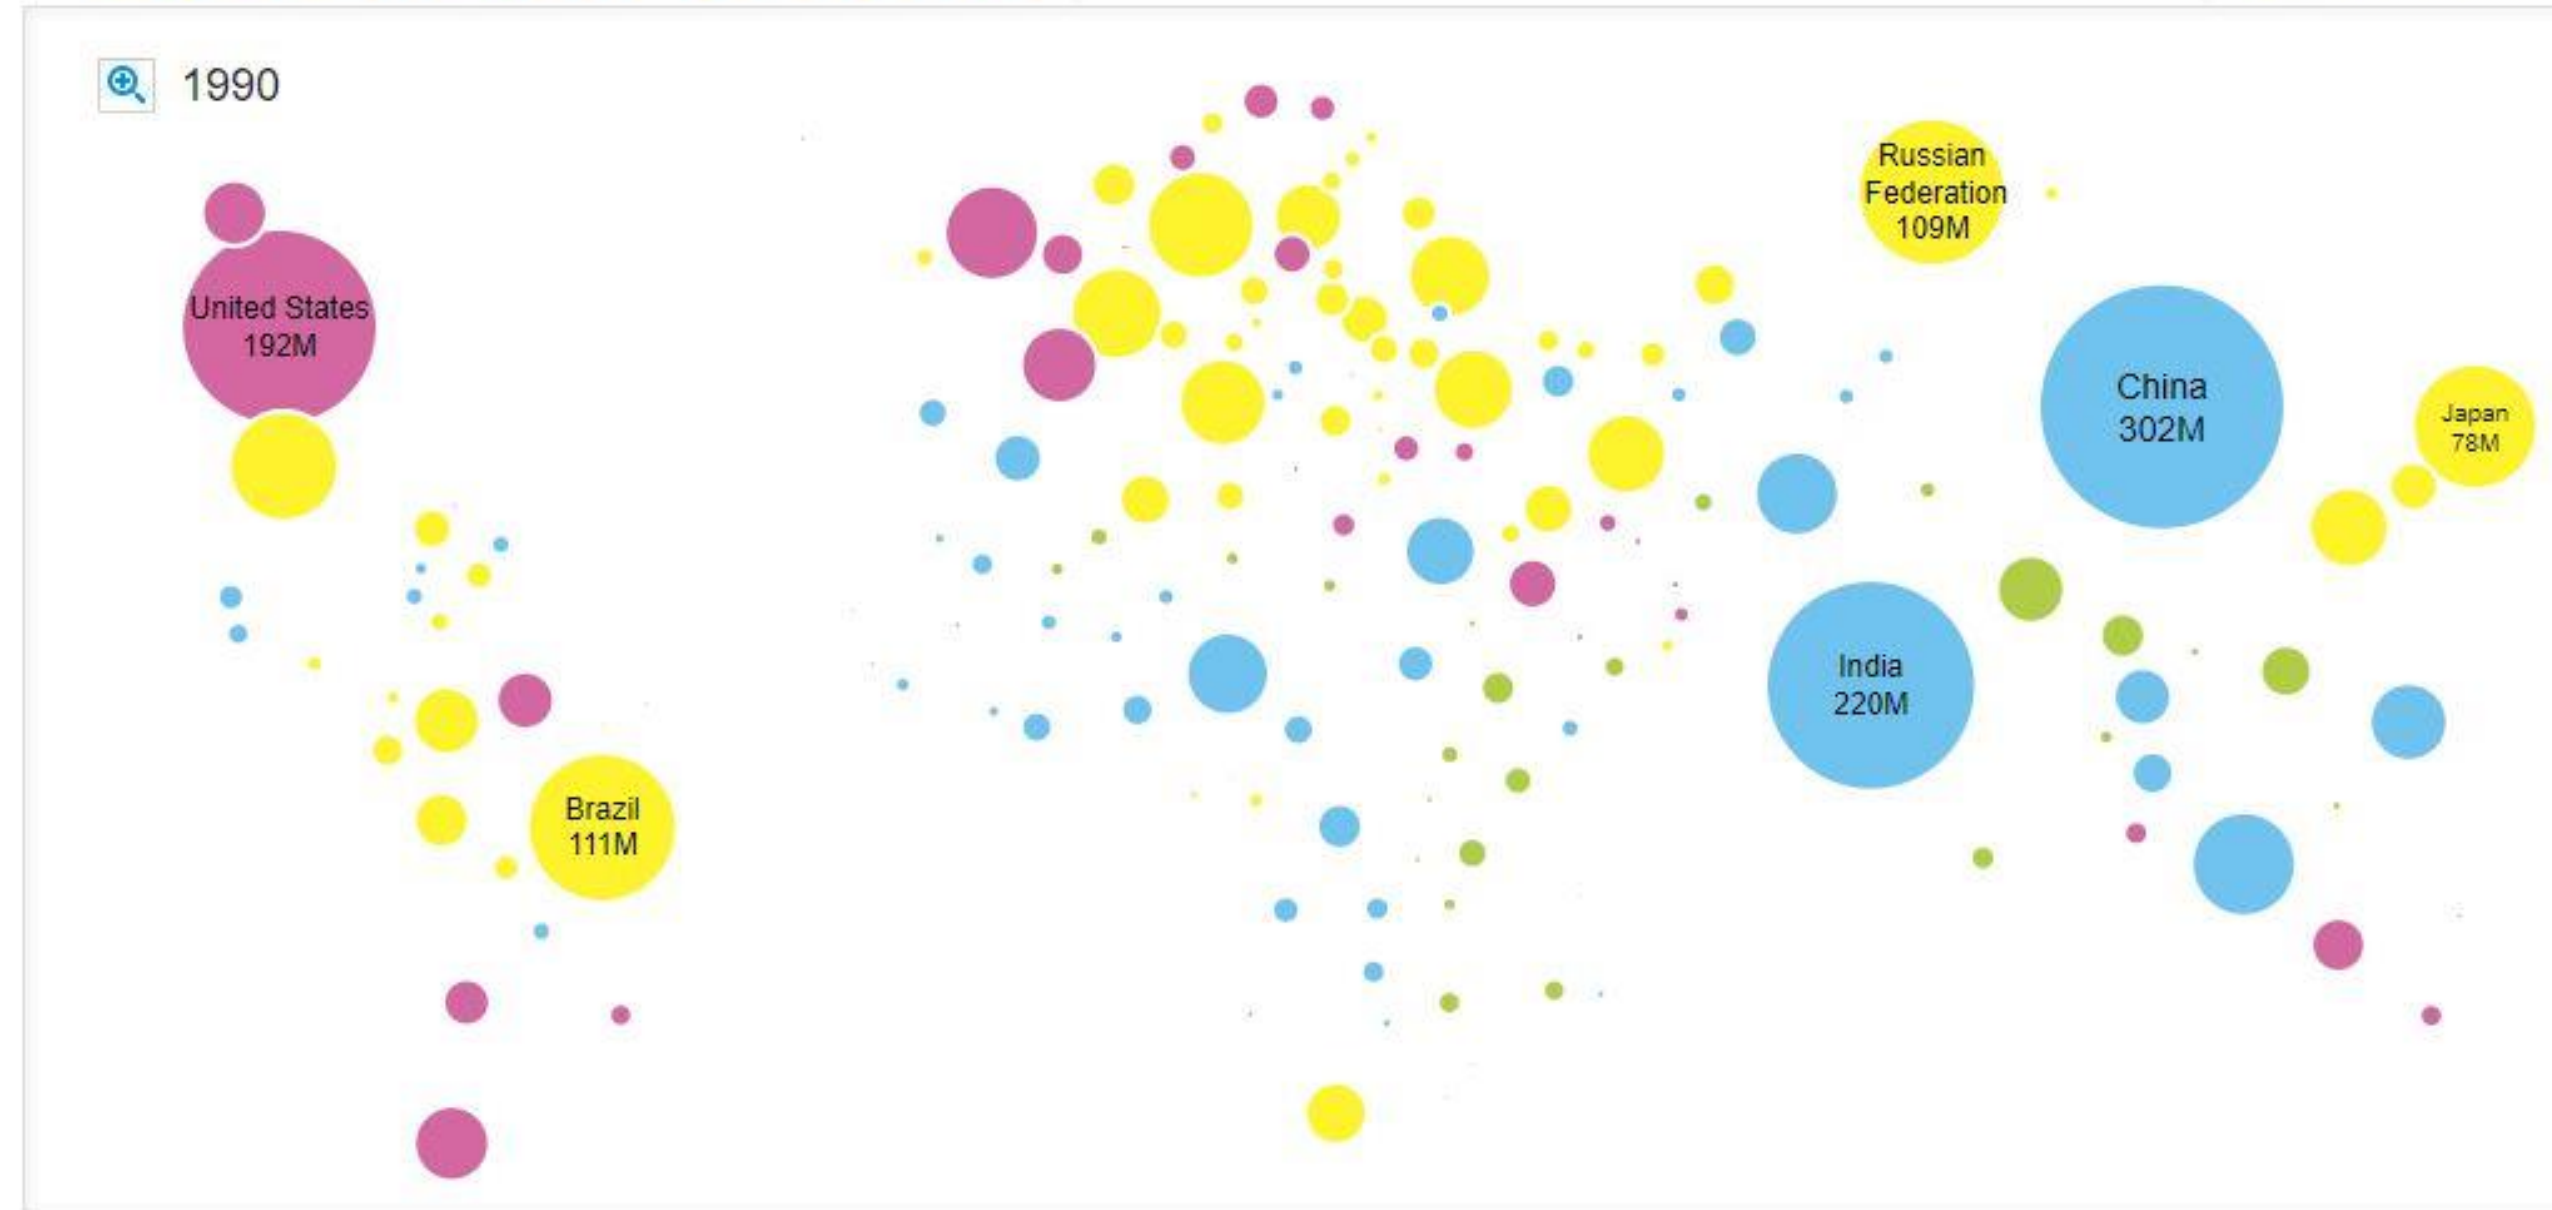 1990
Russian
Federation
109M
United States
192M
China
302M
Japan
78M
India
220M
Brazil
111M